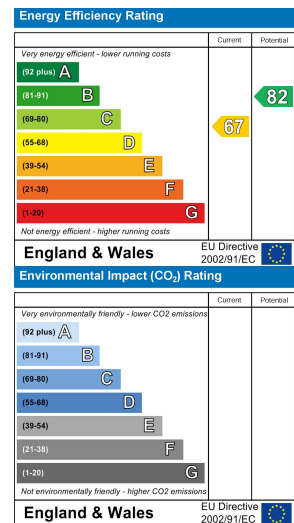 Energy Efficiency Rating
Current Potential
Very energy efficient - lower running costs
(92 plus) A
(81-91) B
(69-80) C
(55-68) D
(39-54) E
(21-38) F
(1-20) G
67
82
Not energy efficient - higher running costs
England & Wales
EU Directive
2002/91/EC
Environmental Impact (CO₂) Rating
Current Potential
Very environmentally friendly - lower CO2 emissions
(92 plus) A
(81-91) B
(69-80) C
(55-68) D
(39-54) E
(21-38) F
(1-20) G
Not environmentally friendly - higher CO2 emissions
England & Wales
EU Directive
2002/91/EC